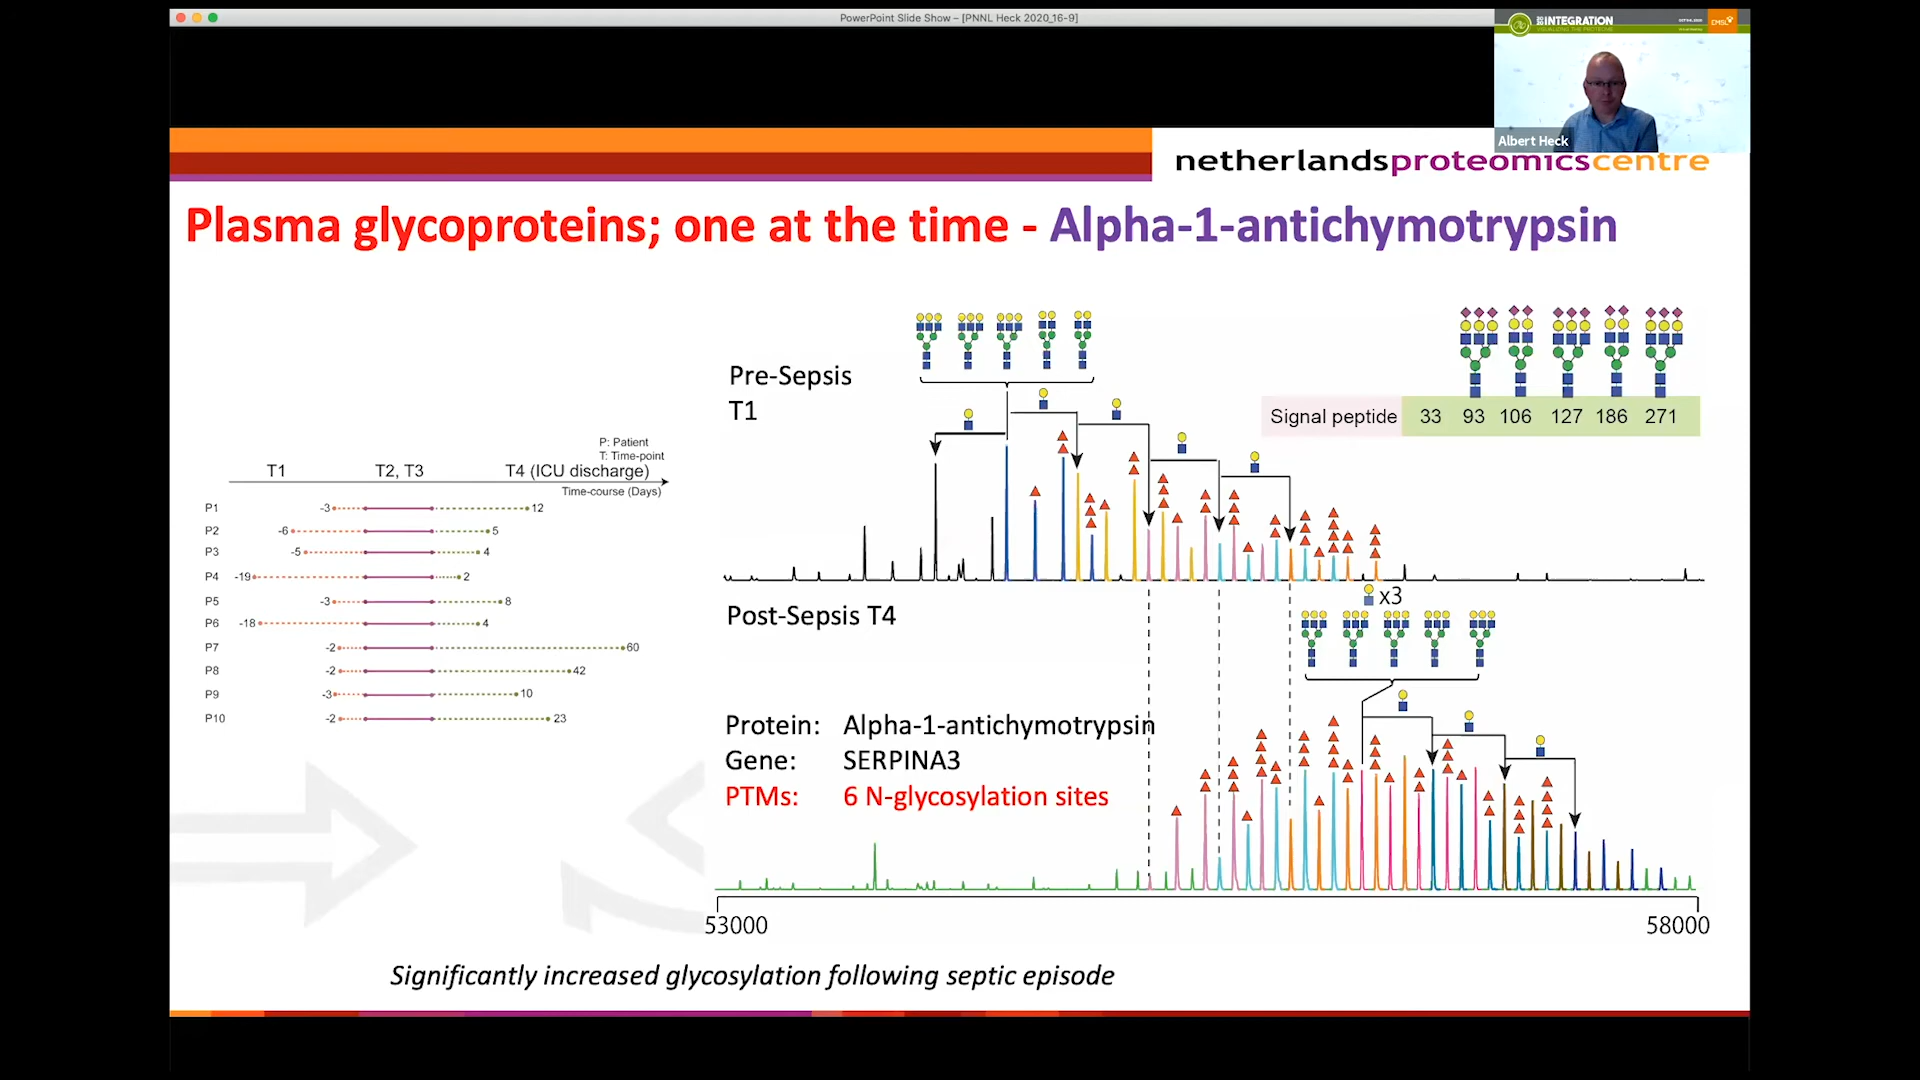 PowerPoint Slide Show – [PNNL Heck 2020_16-9]
INTEGRATION
Albert Heck
netherlandsproteomicscentre
Plasma glycoproteins; one at the time - Alpha-1-antichymotrypsin
Pre-Sepsis
T1
Signal peptide 33 93 106 127 186 271
P: Patient
T: Time-point
T1 T2, T3 T4 (ICU discharge)
Time-course (Days)
P1 -3 12
P2 -6 5
P3 -5 4
P4 -19 2
P5 -3 8
P6 -18 4
P7 -2 60
P8 -2 42
P9 -3 10
P10 -2 23
x3
Post-Sepsis T4
Protein: Alpha-1-antichymotrypsin
Gene: SERPINA3
PTMs: 6 N-glycosylation sites
53000 58000
Significantly increased glycosylation following septic episode